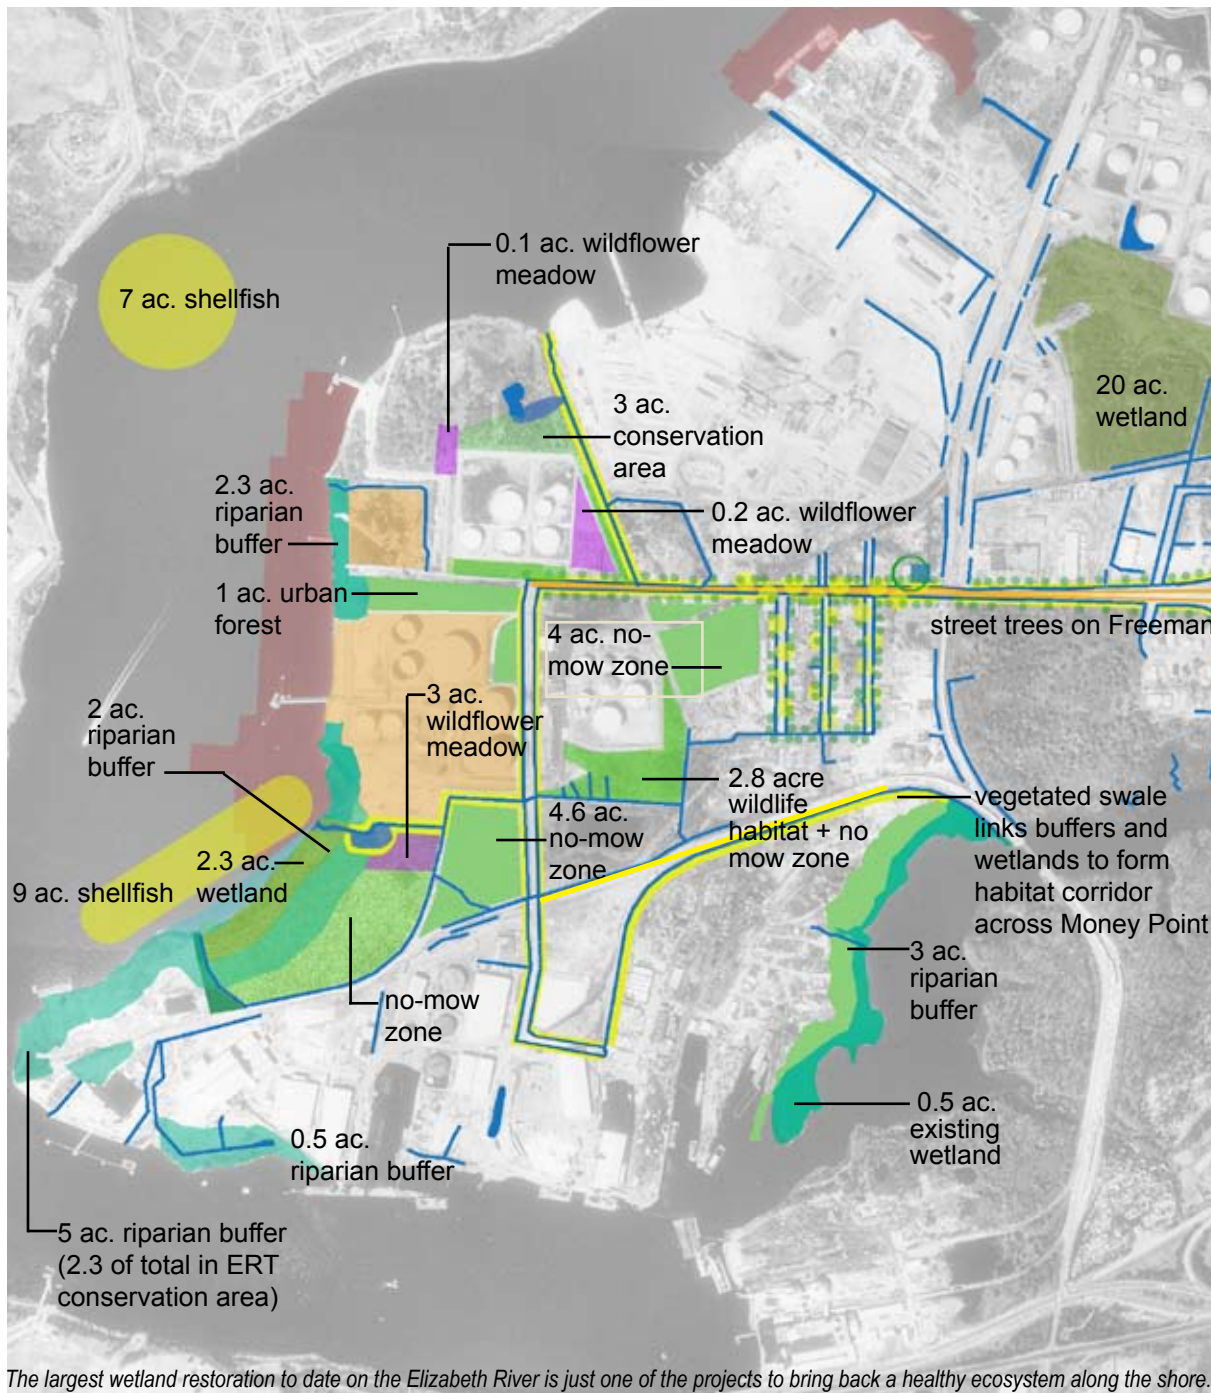 0.1 ac. wildflower
meadow
7 ac. shellfish
3 ac.
conservation
area
20 ac.
wetland
2.3 ac.
riparian
buffer
0.2 ac. wildflower
meadow
1 ac. urban
forest
street trees on Freeman
4 ac. no-
mow zone
2 ac.
riparian
buffer
3 ac.
wildflower
meadow
2.8 acre
wildlife
habitat + no
mow zone
vegetated swale
links buffers and
wetlands to form
habitat corridor
across Money Point
4.6 ac.
no-mow
zone
2.3 ac.
wetland
9 ac. shellfish
3 ac.
riparian
buffer
no-mow
zone
0.5 ac.
existing
wetland
0.5 ac.
riparian buffer
5 ac. riparian buffer
(2.3 of total in ERT
conservation area)
The largest wetland restoration to date on the Elizabeth River is just one of the projects to bring back a healthy ecosystem along the shore.